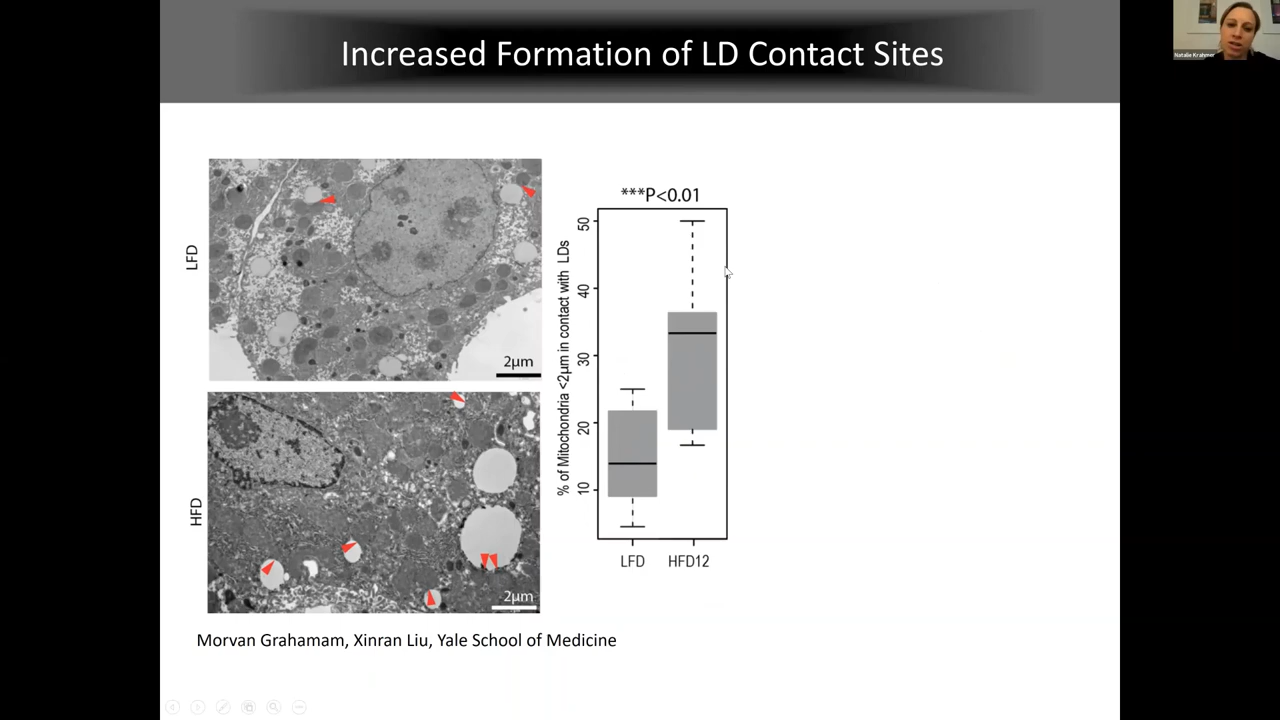 Increased Formation of LD Contact Sites
Natalie Krahmer
LFD
2μm
HFD
2μm
***P<0.01
% of Mitochondria <2μm in contact with LDs
50
40
30
20
10
LFD
HFD12
Morvan Grahamam, Xinran Liu, Yale School of Medicine